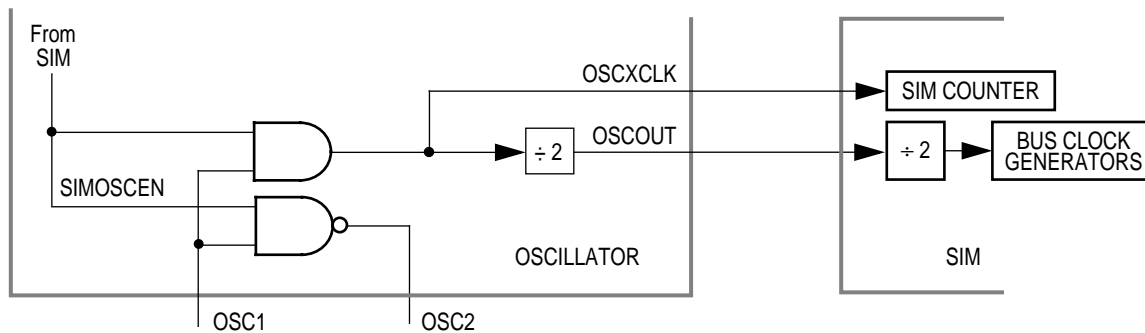 From
SIM
OSCXCLK
SIM COUNTER
OSCOUT
÷ 2
÷ 2
BUS CLOCK
GENERATORS
SIMOSCEN
OSCILLATOR
SIM
OSC1
OSC2